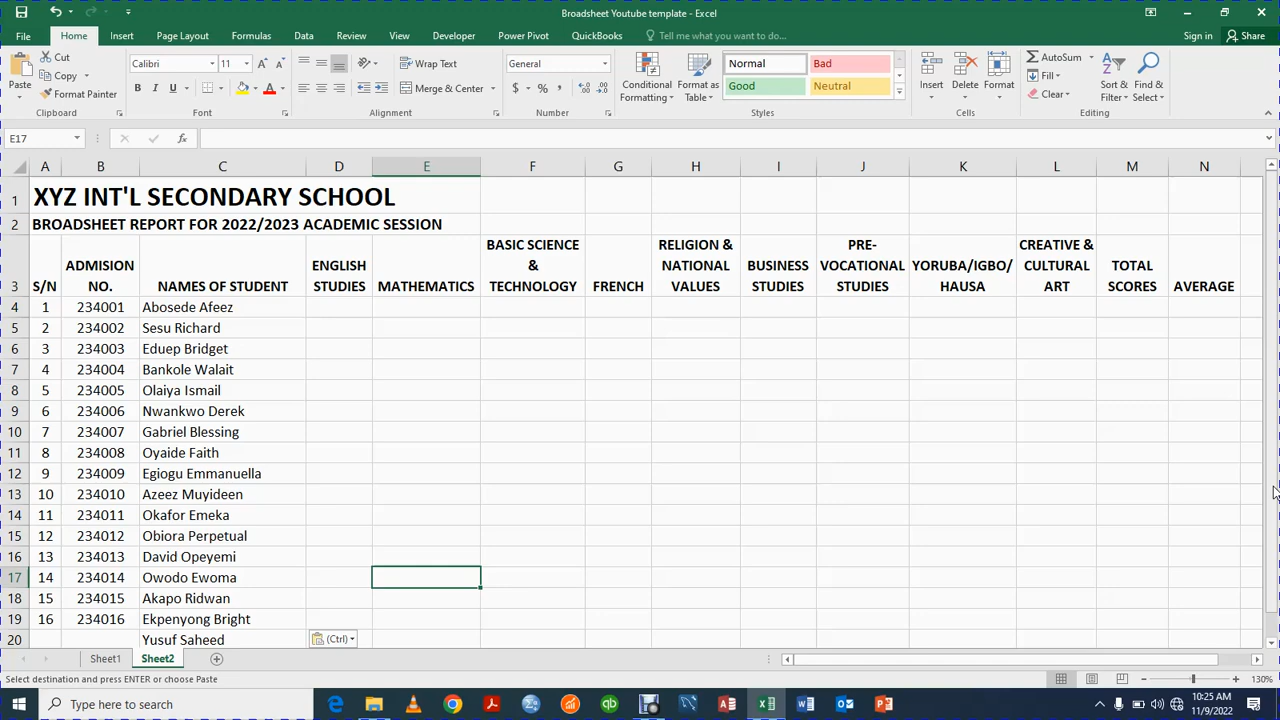 Broadsheet Youtube template - Excel
File Home Insert Page Layout Formulas Data Review View Developer Power Pivot QuickBooks Tell me what you want to do... Sign in Share
Paste
Cut
Copy
Format Painter
Clipboard
Calibri 11 A A
B I U A
Font
Wrap Text
Merge & Center
Alignment
General
$ % , .0 .00 .00 .0
Number
Conditional Formatting
Format as Table
Normal Bad
Good Neutral
Styles
Insert Delete Format
Cells
AutoSum
Fill
Clear
Sort & Filter
Find & Select
Editing
E17 fx
A B C D E F G H I J K L M N
1 XYZ INT'L SECONDARY SCHOOL
2 BROADSHEET REPORT FOR 2022/2023 ACADEMIC SESSION
3 S/N ADMISION NO. NAMES OF STUDENT ENGLISH STUDIES MATHEMATICS BASIC SCIENCE & TECHNOLOGY FRENCH RELIGION & NATIONAL VALUES BUSINESS STUDIES PRE-VOCATIONAL STUDIES YORUBA/IGBO/HAUSA CREATIVE & CULTURAL ART TOTAL SCORES AVERAGE
4 1 234001 Abosede Afeez
5 2 234002 Sesu Richard
6 3 234003 Eduep Bridget
7 4 234004 Bankole Walait
8 5 234005 Olaiya Ismail
9 6 234006 Nwankwo Derek
10 7 234007 Gabriel Blessing
11 8 234008 Oyaide Faith
12 9 234009 Egiogu Emmanuella
13 10 234010 Azeez Muyideen
14 11 234011 Okafor Emeka
15 12 234012 Obiora Perpetual
16 13 234013 David Opeyemi
17 14 234014 Owodo Ewoma
18 15 234015 Akapo Ridwan
19 16 234016 Ekpenyong Bright
20 Yusuf Saheed (Ctrl)
Sheet1 Sheet2
Select destination and press ENTER or choose Paste 130%
Type here to search
10:25 AM
11/9/2022